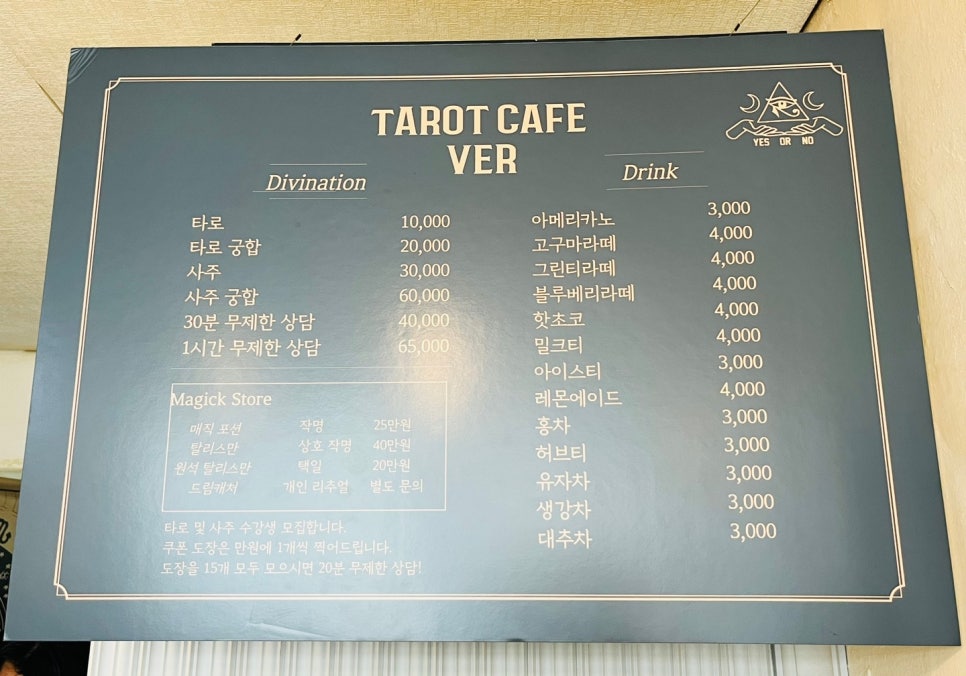 TAROT CAFE
VER
YES OR NO
Divination
타로 10,000
타로 궁합 20,000
사주 30,000
사주 궁합 60,000
30분 무제한 상담 40,000
1시간 무제한 상담 65,000
Magick Store
매직 포션 작명 25만원
탈리스만 상호 작명 40만원
원석 탈리스만 택일 20만원
드림캐처 개인 리추얼 별도 문의
타로 및 사주 수강생 모집합니다.
쿠폰 도장은 만원에 1개씩 찍어드립니다.
도장을 15개 모두 모으시면 20분 무제한 상담!
Drink
아메리카노 3,000
고구마라떼 4,000
그린티라떼 4,000
블루베리라떼 4,000
핫초코 4,000
밀크티 4,000
아이스티 3,000
레몬에이드 4,000
홍차 3,000
허브티 3,000
유자차 3,000
생강차 3,000
대추차 3,000